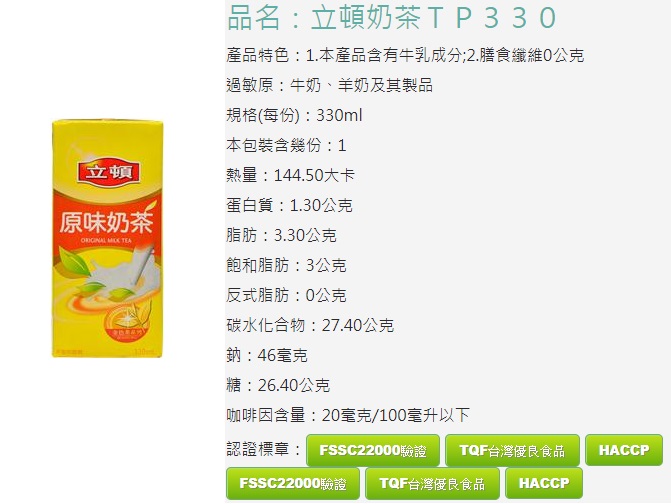 品名：立頓奶茶ＴＰ３３０
產品特色：1.本產品含有牛乳成分;2.膳食纖維0公克
過敏原：牛奶、羊奶及其製品
規格(每份)：330ml
本包裝含幾份：1
熱量：144.50大卡
蛋白質：1.30公克
脂肪：3.30公克
飽和脂肪：3公克
反式脂肪：0公克
碳水化合物：27.40公克
鈉：46毫克
糖：26.40公克
咖啡因含量：20毫克/100毫升以下
認證標章： FSSC22000驗證 TQF台灣優良食品 HACCP
FSSC22000驗證 TQF台灣優良食品 HACCP
立頓
原味奶茶
ORIGINAL MILK TEA